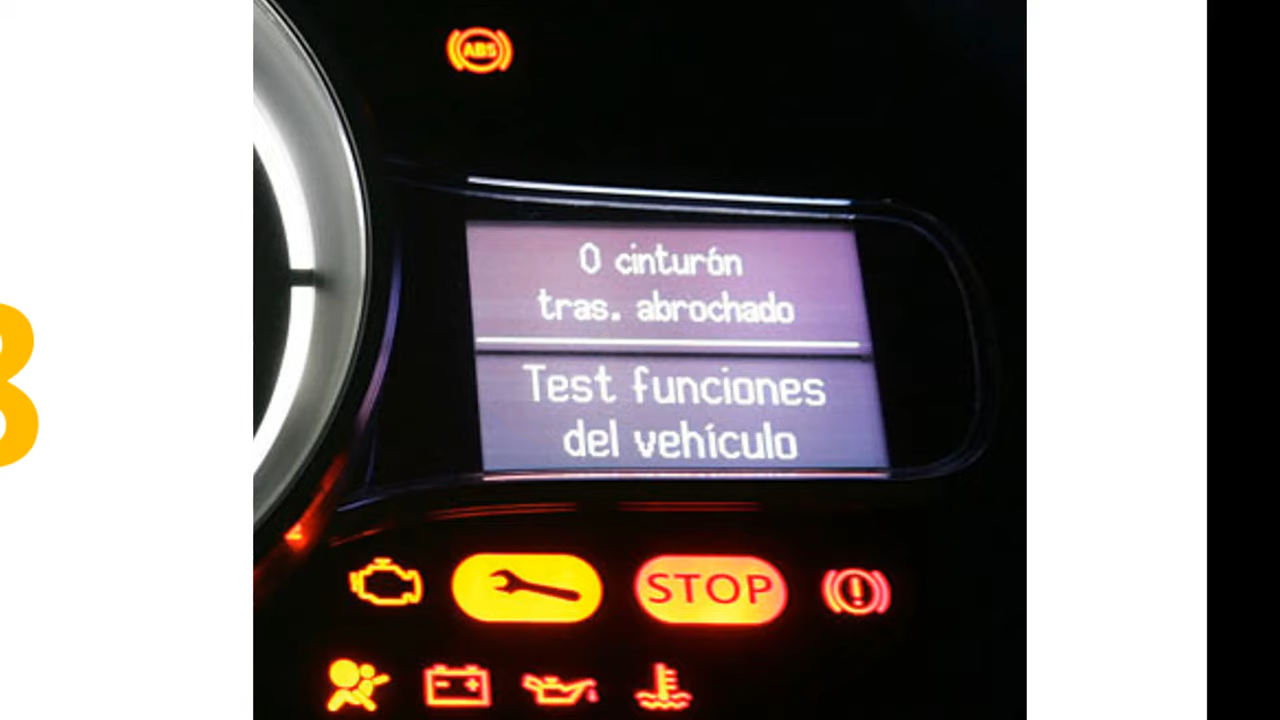 ABS
0 cinturón
tras. abrochado
Test funciones
del vehículo
STOP